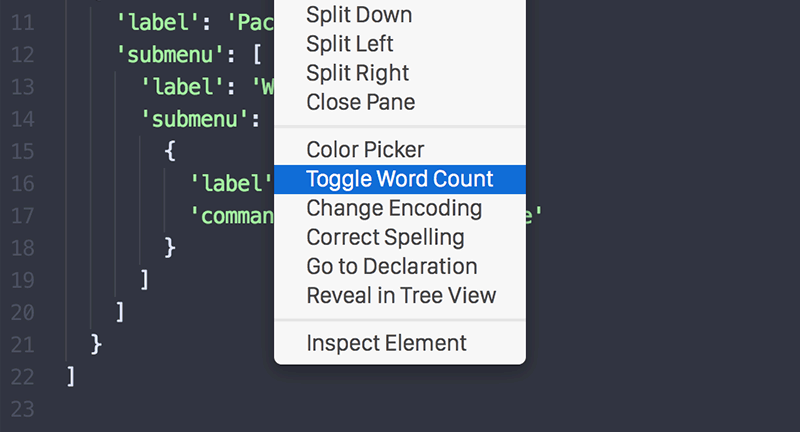 Split Down
Split Left
Split Right
Close Pane
Color Picker
Toggle Word Count
Change Encoding
Correct Spelling
Go to Declaration
Reveal in Tree View
Inspect Element
11 'label': 'Pac
12 'submenu': [
13 'label': 'W
14 'submenu':
15 {
16 'label'
17 'comman e'
18 }
19 ]
20 ]
21 }
22 ]
23